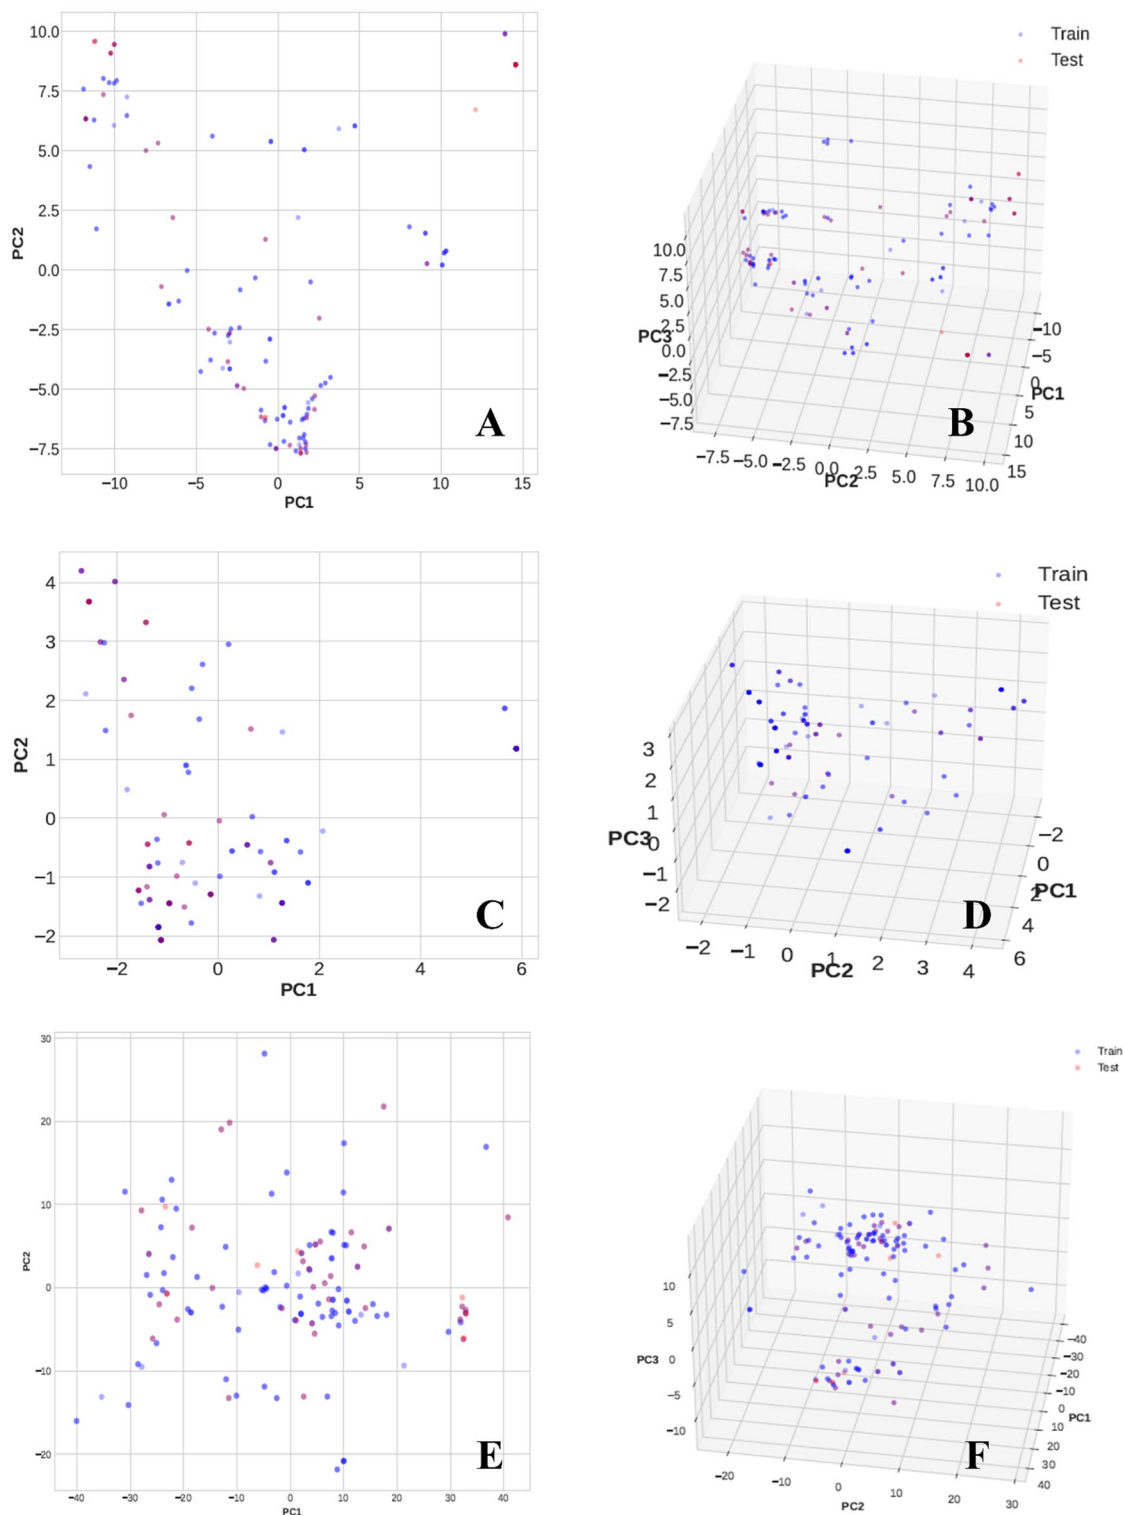 10.0
7.5
5.0
2.5
0.0
−2.5
−5.0
−7.5
PC2
−10 −5 0 5 10 15
PC1
A
Train
Test
10.0
7.5
5.0
2.5
0.0
−2.5
−5.0
−7.5
PC3
−7.5 −5.0 −2.5 0.0 2.5 5.0 7.5 10.0
PC2
−10
−5
0
5
10
15
PC1
B
4
3
2
1
0
−1
−2
PC2
−2 0 2 4 6
PC1
C
Train
Test
3
2
1
0
−1
−2
PC3
−2 −1 0 1 2 3 4
PC2
−2
0
2
4
6
PC1
D
30
20
10
0
−10
−20
PC2
−40 −30 −20 −10 0 10 20 30 40
PC1
E
Train
Test
10
5
0
−5
−10
PC3
−20 −10 0 10 20 30
PC2
−40
−30
−20
−10
0
10
20
30
40
PC1
F